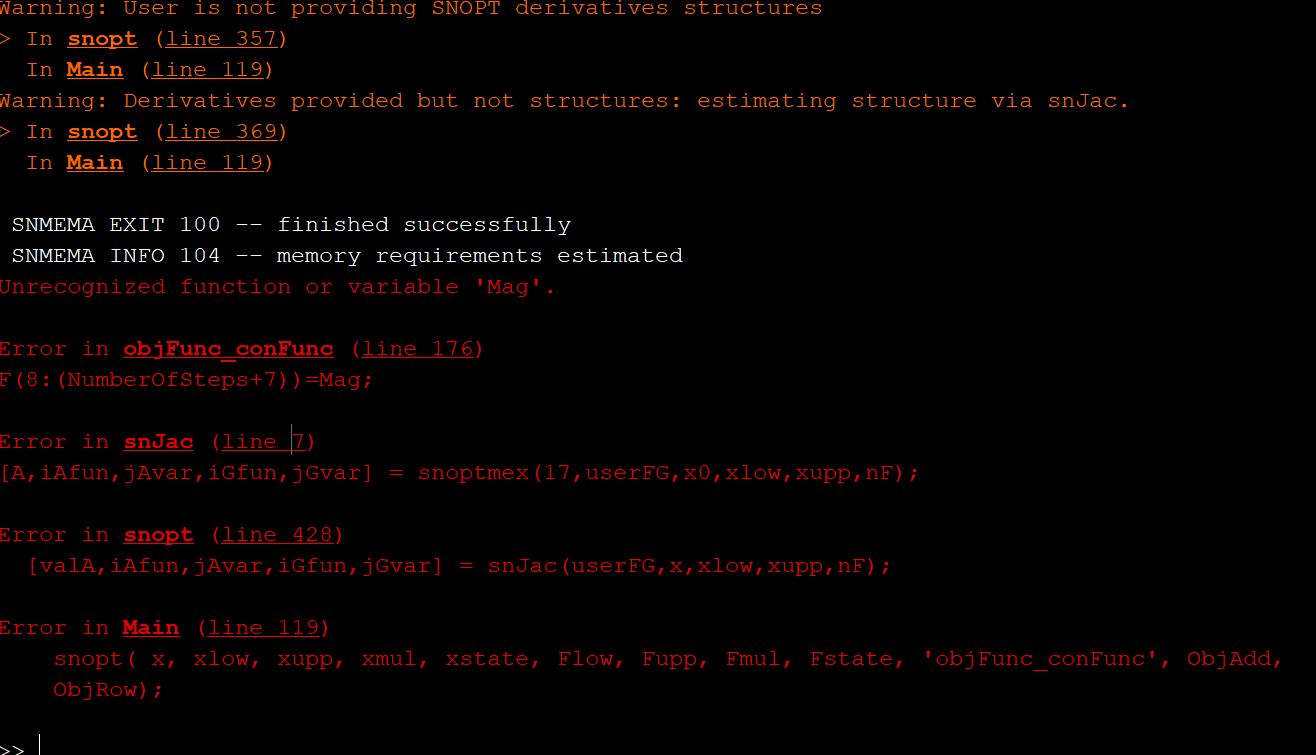 Warning: User is not providing SNOPT derivatives structures
> In snopt (line 357)
In Main (line 119)
Warning: Derivatives provided but not structures: estimating structure via snJac.
> In snopt (line 369)
In Main (line 119)
SNMEMA EXIT 100 -- finished successfully
SNMEMA INFO 104 -- memory requirements estimated
Unrecognized function or variable 'Mag'.
Error in objFunc_conFunc (line 176)
F(8:(NumberOfSteps+7))=Mag;
Error in snJac (line 7)
[A,iAfun,jAvar,iGfun,jGvar] = snoptmex(17,userFG,x0,xlow,xupp,nF);
Error in snopt (line 428)
[valA,iAfun,jAvar,iGfun,jGvar] = snJac(userFG,x,xlow,xupp,nF);
Error in Main (line 119)
snopt( x, xlow, xupp, xmul, xstate, Flow, Fupp, Fmul, Fstate, 'objFunc_conFunc', ObjAdd,
ObjRow);
>>